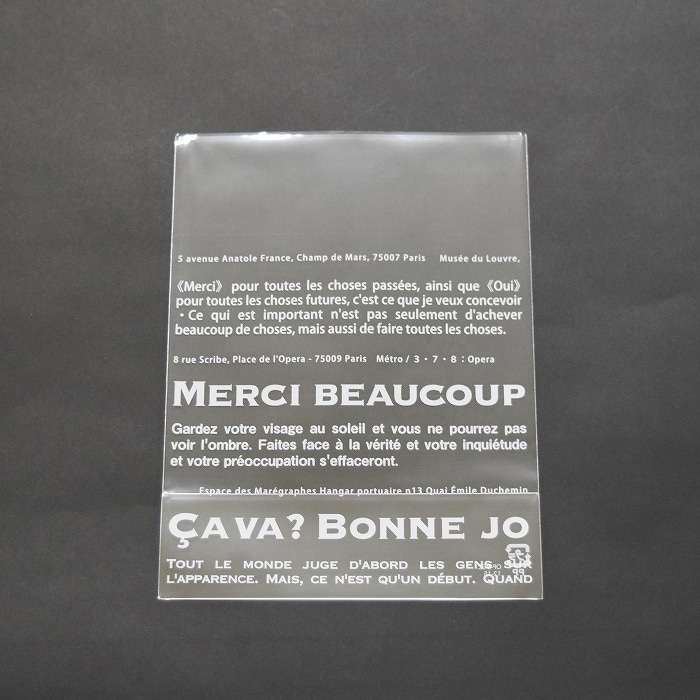 5 avenue Anatole France, Champ de Mars, 75007 Paris Musée du Louvre,
《Merci》 pour toutes les choses passées, ainsi que 《Oui》
pour toutes les choses futures, c'est ce que je veux concevoir
・Ce qui est important n'est pas seulement d'achever
beaucoup de choses, mais aussi de faire toutes les choses.
8 rue Scribe, Place de l'Opera - 75009 Paris Métro / 3・7・8 : Opera
MERCI BEAUCOUP
Gardez votre visage au soleil et vous ne pourrez pas
voir l'ombre. Faites face à la vérité et votre inquiétude
et votre préoccupation s'effaceront.
Espace des Marégraphes Hangar portuaire n13 Quai Émile Duchemin
ÇA VA? BONNE JO
TOUT LE MONDE JUGE D'ABORD LES GENS SUR
L'APPARENCE. MAIS, CE N'EST QU'UN DÉBUT. QUAND
PP